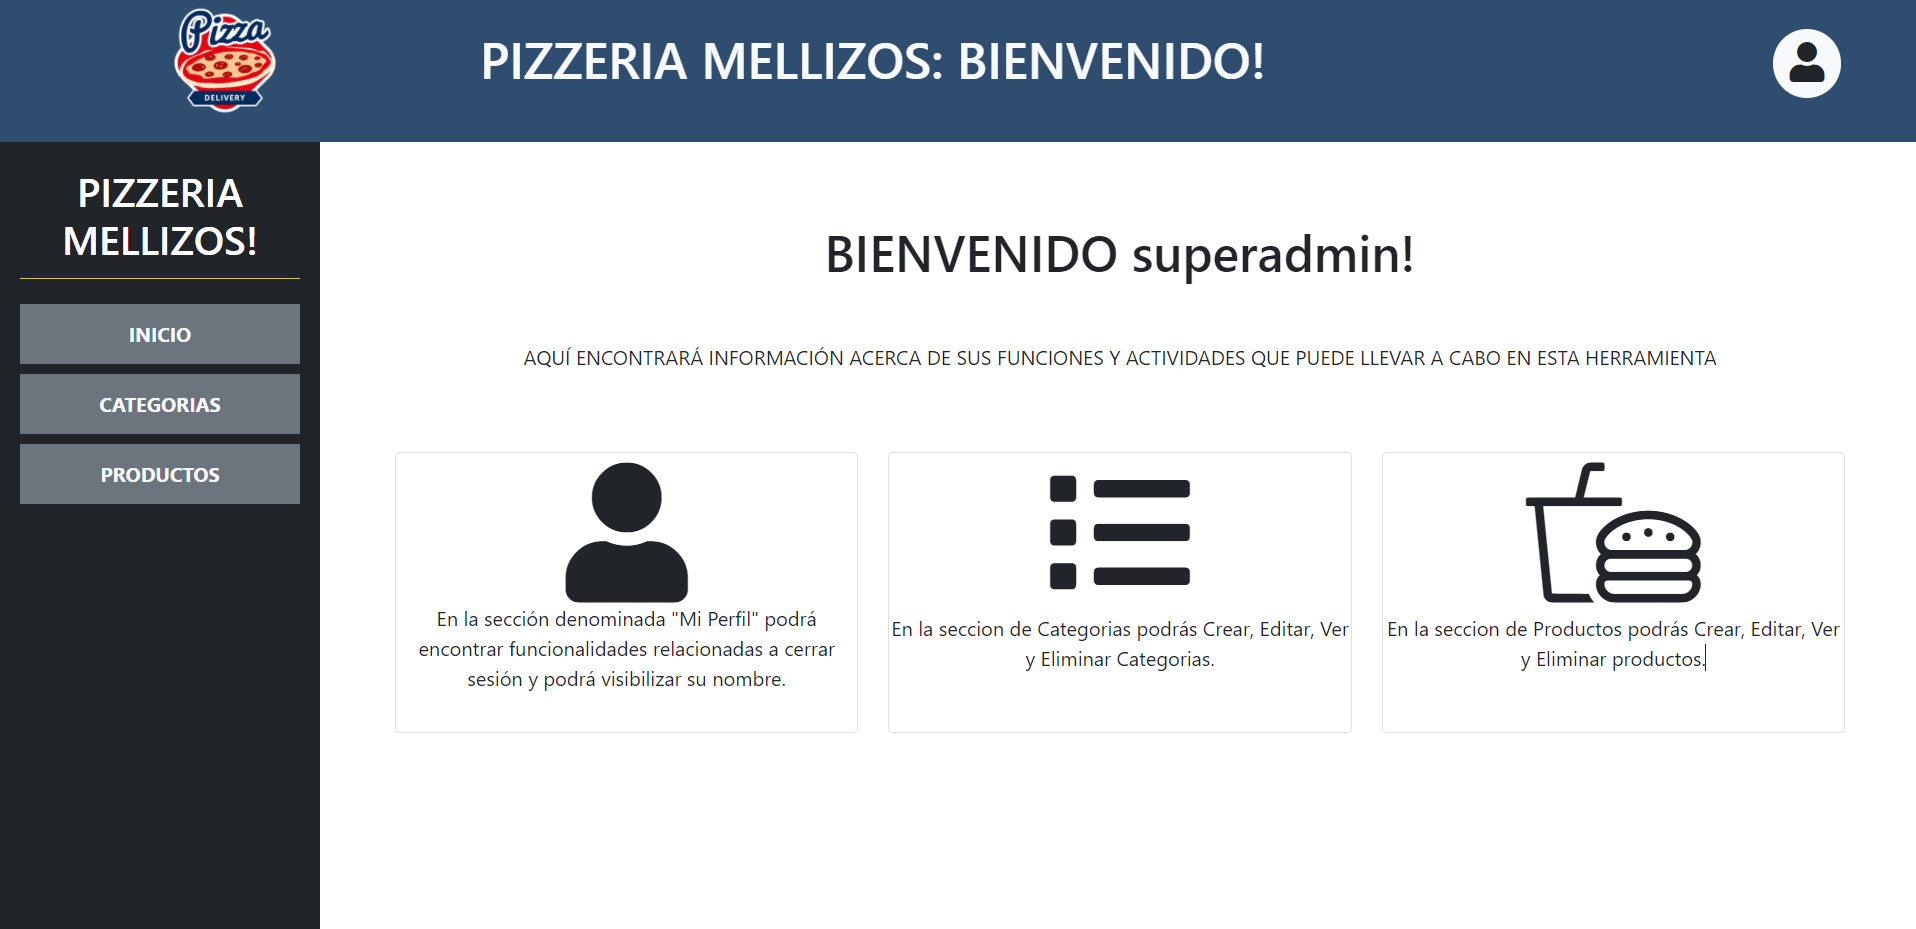 Pizza
DELIVERY
PIZZERIA MELLIZOS: BIENVENIDO!
PIZZERIA
MELLIZOS!
INICIO
CATEGORIAS
PRODUCTOS
BIENVENIDO superadmin!
AQUÍ ENCONTRARÁ INFORMACIÓN ACERCA DE SUS FUNCIONES Y ACTIVIDADES QUE PUEDE LLEVAR A CABO EN ESTA HERRAMIENTA
En la sección denominada "Mi Perfil" podrá
encontrar funcionalidades relacionadas a cerrar
sesión y podrá visibilizar su nombre.
En la seccion de Categorias podrás Crear, Editar, Ver
y Eliminar Categorias.
En la seccion de Productos podrás Crear, Editar, Ver
y Eliminar productos.